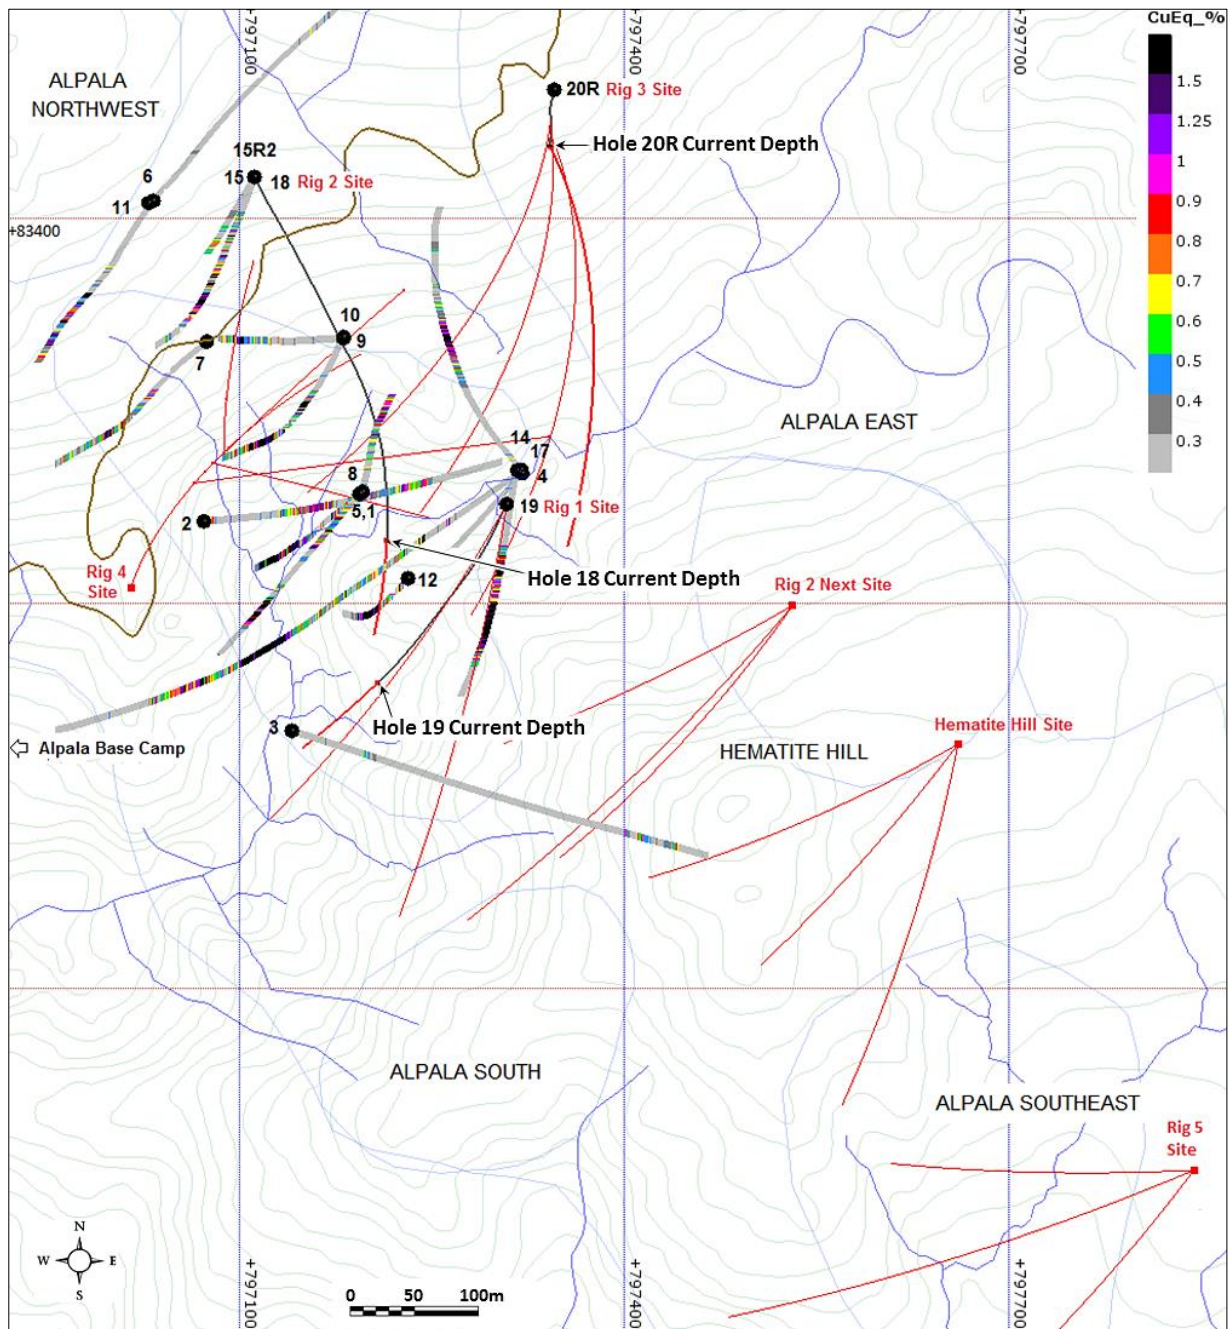 CuEq_%
1.5
1.25
1
0.9
0.8
0.7
0.6
0.5
0.4
0.3
+797100
+797400
+797700
ALPALA
NORTHWEST
20R Rig 3 Site
Hole 20R Current Depth
15R2
15 18 Rig 2 Site
6
11
+83400
10
9
7
ALPALA EAST
14
17
4
8
5,1
19 Rig 1 Site
2
Hole 18 Current Depth
12
Rig 4
Site
Rig 2 Next Site
Hole 19 Current Depth
3
Hematite Hill Site
Alpala Base Camp
HEMATITE HILL
ALPALA SOUTH
ALPALA SOUTHEAST
Rig 5
Site
N
W E
S
0 50 100m
+797100
+797400
+797700